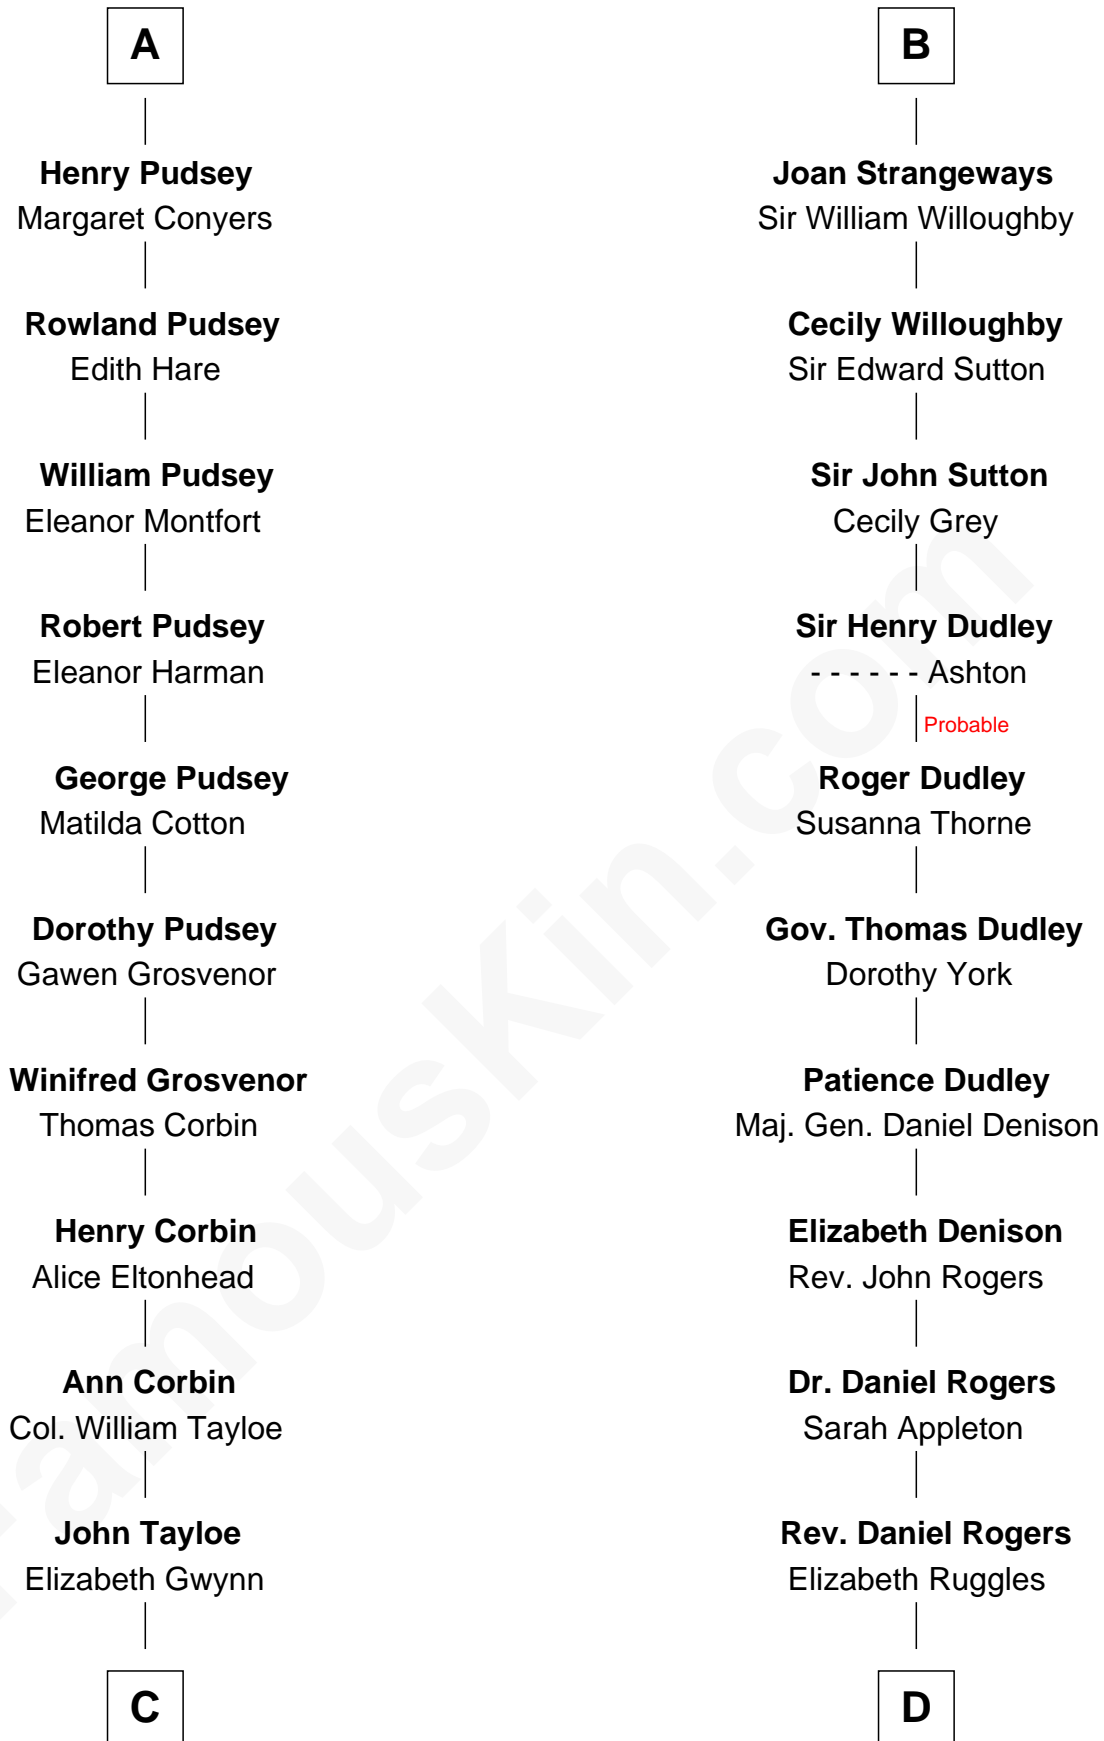 A
Henry Pudsey
Margaret Conyers
Rowland Pudsey
Edith Hare
William Pudsey
Eleanor Montfort
Robert Pudsey
Eleanor Harman
George Pudsey
Matilda Cotton
Dorothy Pudsey
Gawen Grosvenor
Winifred Grosvenor
Thomas Corbin
Henry Corbin
Alice Eltonhead
Ann Corbin
Col. William Tayloe
John Tayloe
Elizabeth Gwynn
C
B
Joan Strangeways
Sir William Willoughby
Cecily Willoughby
Sir Edward Sutton
Sir John Sutton
Cecily Grey
Sir Henry Dudley
- - - - - - Ashton
Probable
Roger Dudley
Susanna Thorne
Gov. Thomas Dudley
Dorothy York
Patience Dudley
Maj. Gen. Daniel Denison
Elizabeth Denison
Rev. John Rogers
Dr. Daniel Rogers
Sarah Appleton
Rev. Daniel Rogers
Elizabeth Ruggles
D
FamousKin.com